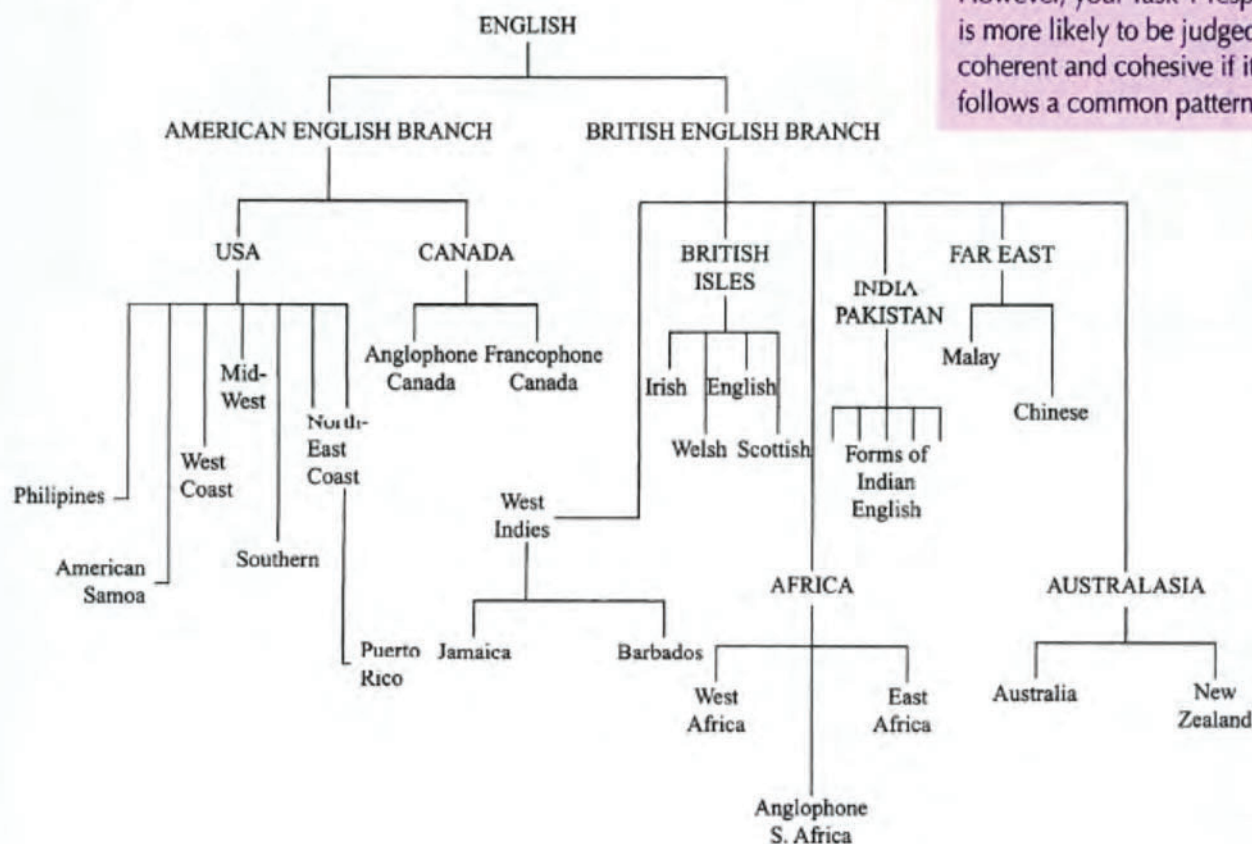 However, your Task 1 resp
is more likely to be judged
coherent and cohesive if it
follows a common pattern
ENGLISH
AMERICAN ENGLISH BRANCH
BRITISH ENGLISH BRANCH
USA
CANADA
BRITISH
ISLES
INDIA
PAKISTAN
FAR EAST
Mid-
West
Anglophone
Canada
Francophone
Canada
Irish
English
Malay
Chinese
North-
East
Coast
West
Coast
Welsh
Scottish
Forms of
Indian
English
Philipines
West
Indies
Southern
American
Samoa
AFRICA
AUSTRALASIA
Puerto
Rico
Jamaica
Barbados
West
Africa
East
Africa
Australia
New
Zealand
Anglophone
S. Africa